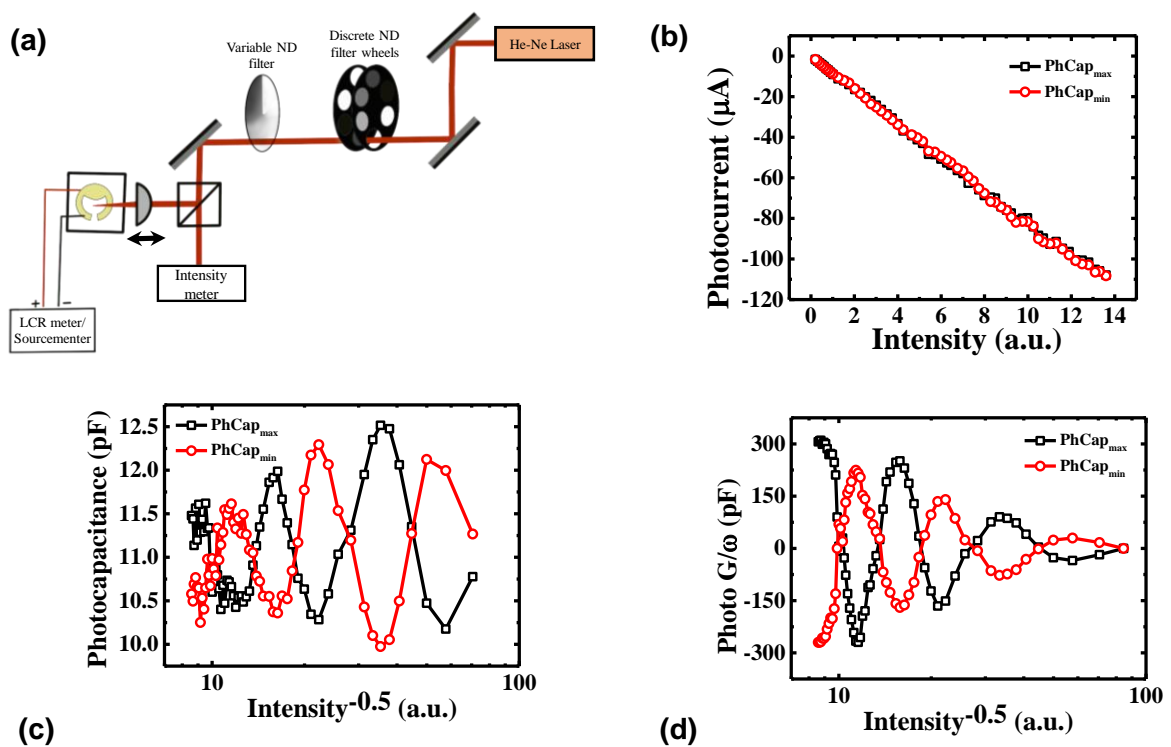 (a)
Variable ND
filter
Discrete ND
filter wheels
He-Ne Laser
Intensity
meter
+ −
LCR meter/
Sourcementer
(b)
Photocurrent (μA)
0
-20
-40
-60
-80
-100
-120
PhCapmax
PhCapmin
0 2 4 6 8 10 12 14
Intensity (a.u.)
(c)
Photocapacitance (pF)
12.5
12.0
11.5
11.0
10.5
10.0
PhCapmax
PhCapmin
10 100
Intensity-0.5 (a.u.)
(d)
Photo G/ω (pF)
300
150
0
-150
-300
PhCapmax
PhCapmin
10 100
Intensity-0.5 (a.u.)